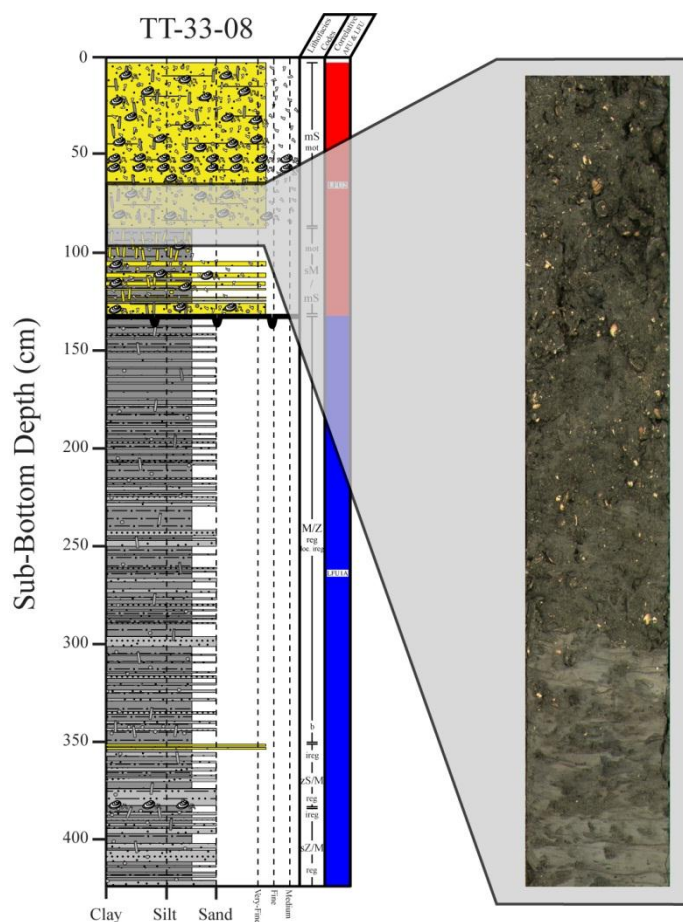 TT-33-08
Lithofacies
Codes
Correlative
AFU & LFU
Sub-Bottom Depth (cm)
0
50
100
150
200
250
300
350
400
mS
mot
mot
sM
/
mS
M/Z
reg
loc. ireg
b
ireg
zS/M
reg
ireg
sZ/M
reg
LFU1A
Clay
Silt
Sand
Very-Fine
Fine
Medium